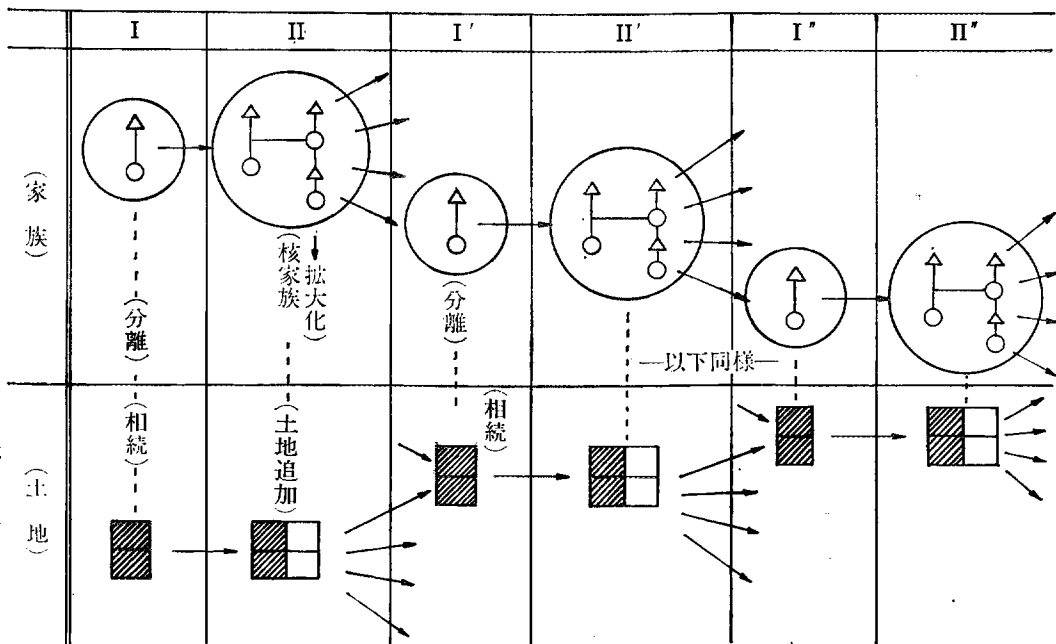 I II I′ II′ I″ II″
(家族)
(分離)
(核家族
拡大化)
(分離)
—以下同様—
(土地)
(相続)
(土地追加)
(相続)